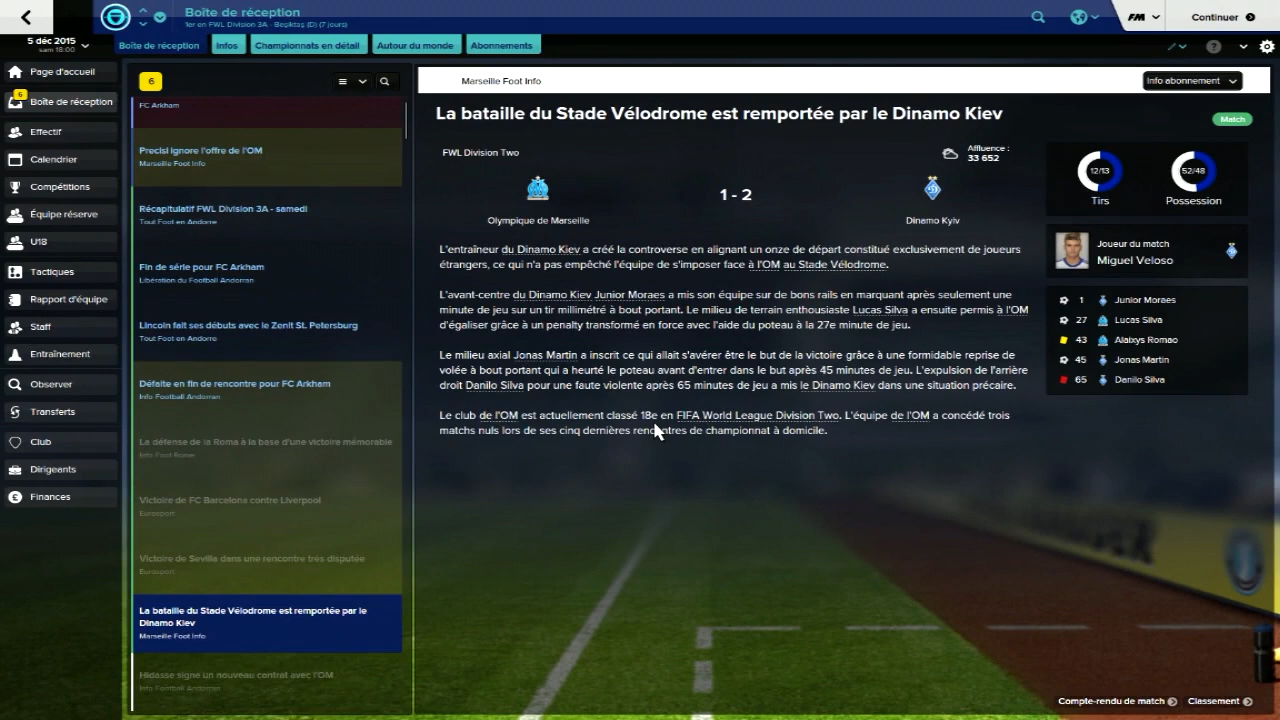 Boîte de réception
1er en FWL Division 3A - Beşiktaş (D) (7 jours)
FM
Continuer
5 déc 2015
sam 18:00
Boîte de réception
Infos
Championnats en détail
Autour du monde
Abonnements
Page d'accueil
6
Boîte de réception
Effectif
Calendrier
Compétitions
Équipe réserve
U18
Tactiques
Rapport d'équipe
Staff
Entraînement
Observer
Transferts
Club
Dirigeants
Finances
6
FC Arkham
Precisi ignore l'offre de l'OM
Marseille Foot Info
Récapitulatif FWL Division 3A - samedi
Tout Foot en Andorre
Fin de série pour FC Arkham
Libération du Football Andorran
Lincoln fait ses débuts avec le Zenit St. Petersburg
Tout Foot en Andorre
Défaite en fin de rencontre pour FC Arkham
Info Football Andorran
La défense de la Roma à la base d'une victoire mémorable
Info Foot Rome
Victoire de FC Barcelona contre Liverpool
Eurosport
Victoire de Sevilla dans une rencontre très disputée
Eurosport
La bataille du Stade Vélodrome est remportée par le
Dinamo Kiev
Marseille Foot Info
Hidasse signe un nouveau contrat avec l'OM
Info Football Andorran
Marseille Foot Info
Info abonnement
La bataille du Stade Vélodrome est remportée par le Dinamo Kiev
Match
FWL Division Two
Affluence :
33 652
1 - 2
Olympique de Marseille
Dinamo Kyiv
L'entraîneur du Dinamo Kiev a créé la controverse en alignant un onze de départ constitué exclusivement de joueurs
étrangers, ce qui n'a pas empêché l'équipe de s'imposer face à l'OM au Stade Vélodrome.
L'avant-centre du Dinamo Kiev Junior Moraes a mis son équipe sur de bons rails en marquant après seulement une
minute de jeu sur un tir millimétré à bout portant. Le milieu de terrain enthousiaste Lucas Silva a ensuite permis à l'OM
d'égaliser grâce à un penalty transformé en force avec l'aide du poteau à la 27e minute de jeu.
Le milieu axial Jonas Martin a inscrit ce qui allait s'avérer être le but de la victoire grâce à une formidable reprise de
volée à bout portant qui a heurté le poteau avant d'entrer dans le but après 45 minutes de jeu. L'expulsion de l'arrière
droit Danilo Silva pour une faute violente après 65 minutes de jeu a mis le Dinamo Kiev dans une situation précaire.
Le club de l'OM est actuellement classé 18e en FIFA World League Division Two. L'équipe de l'OM a concédé trois
matchs nuls lors de ses cinq dernières rencontres de championnat à domicile.
12/13
Tirs
52/48
Possession
Joueur du match
Miguel Veloso
1 Junior Moraes
27 Lucas Silva
43 Alaixys Romao
45 Jonas Martin
65 Danilo Silva
Compte-rendu de match
Classement